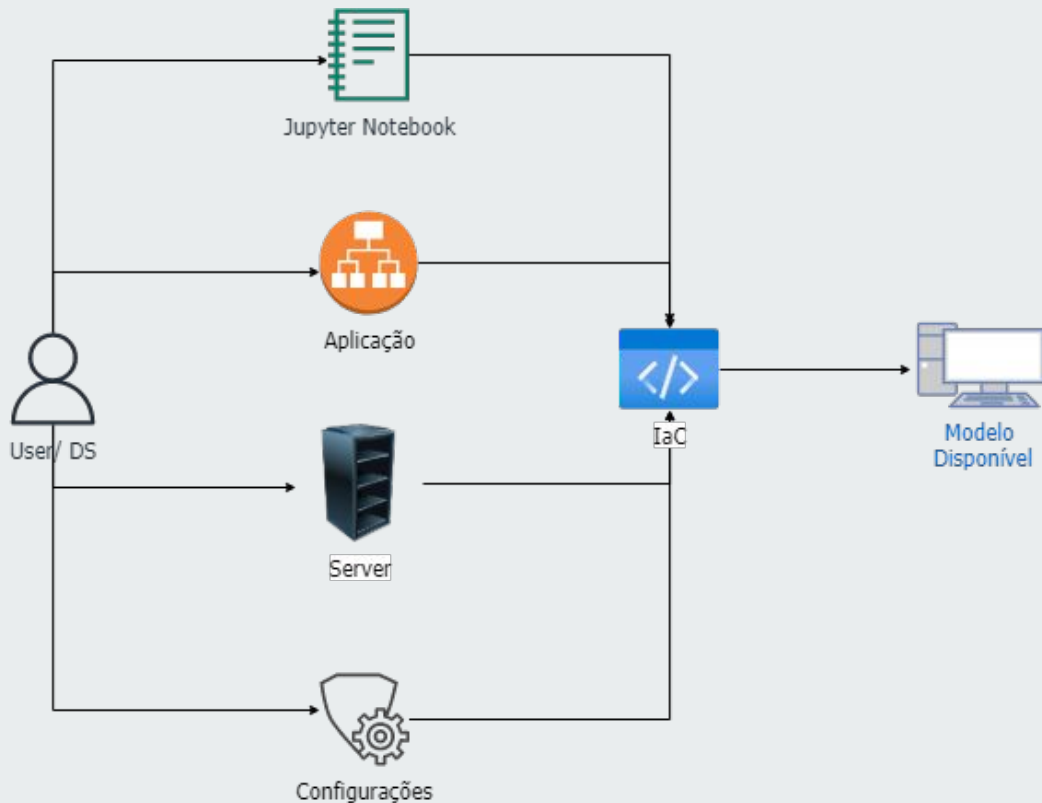 Jupyter Notebook
Aplicação
User/ DS
IaC
Modelo
Disponível
Server
Configurações